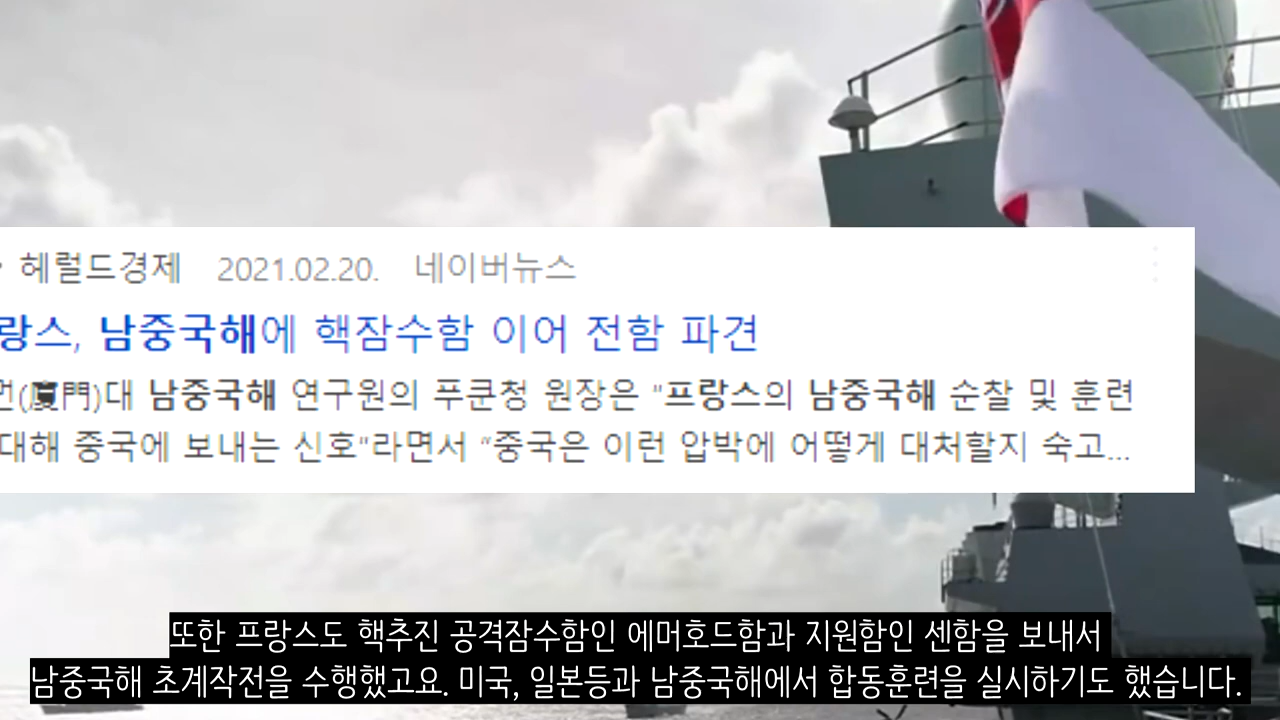 헤럴드경제 2021.02.20. 네이버뉴스
랑스, 남중국해에 핵잠수함 이어 전함 파견
먼(廈門)대 남중국해 연구원의 푸쿤청 원장은 "프랑스의 남중국해 순찰 및 훈련
대해 중국에 보내는 신호"라면서 "중국은 이런 압박에 어떻게 대처할지 숙고...
또한 프랑스도 핵추진 공격잠수함인 에머호드함과 지원함인 센함을 보내서
남중국해 초계작전을 수행했고요. 미국, 일본등과 남중국해에서 합동훈련을 실시하기도 했습니다.